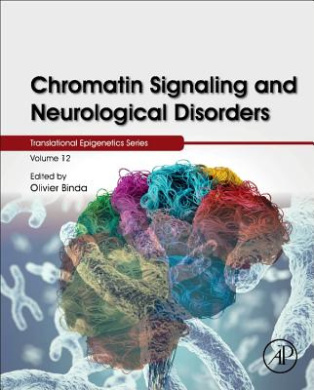 Chromatin Signaling and
Neurological Disorders
Translational Epigenetics Series
Volume 12
Edited by
Olivier Binda
AP